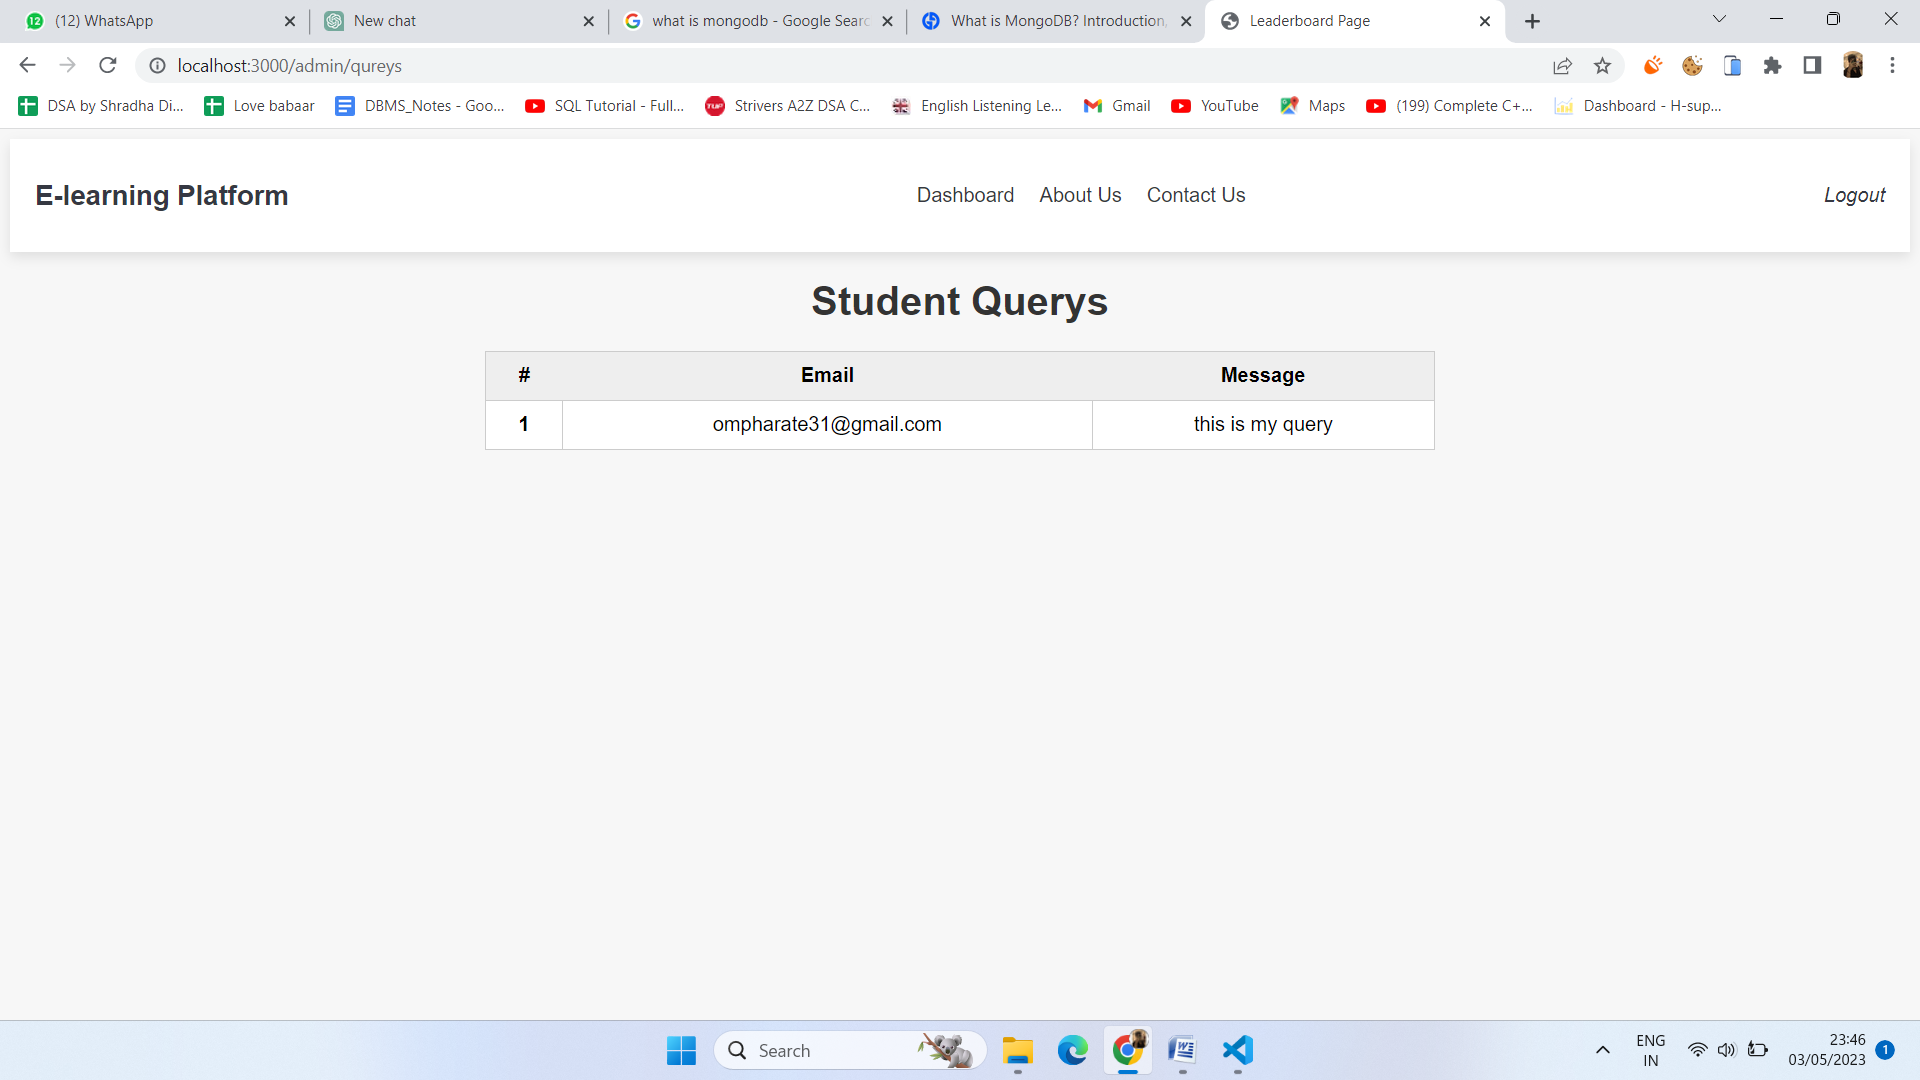 12 (12) WhatsApp New chat what is mongodb - Google Searc What is MongoDB? Introduction, Leaderboard Page
localhost:3000/admin/qureys
DSA by Shradha Di... Love babaar DBMS_Notes - Goo... SQL Tutorial - Full... TUF Strivers A2Z DSA C... English Listening Le... Gmail YouTube Maps (199) Complete C+... Dashboard - H-sup...
E-learning Platform Dashboard About Us Contact Us Logout
Student Querys
# Email Message
1 ompharate31@gmail.com this is my query
Search ENG IN 23:46 03/05/2023 1